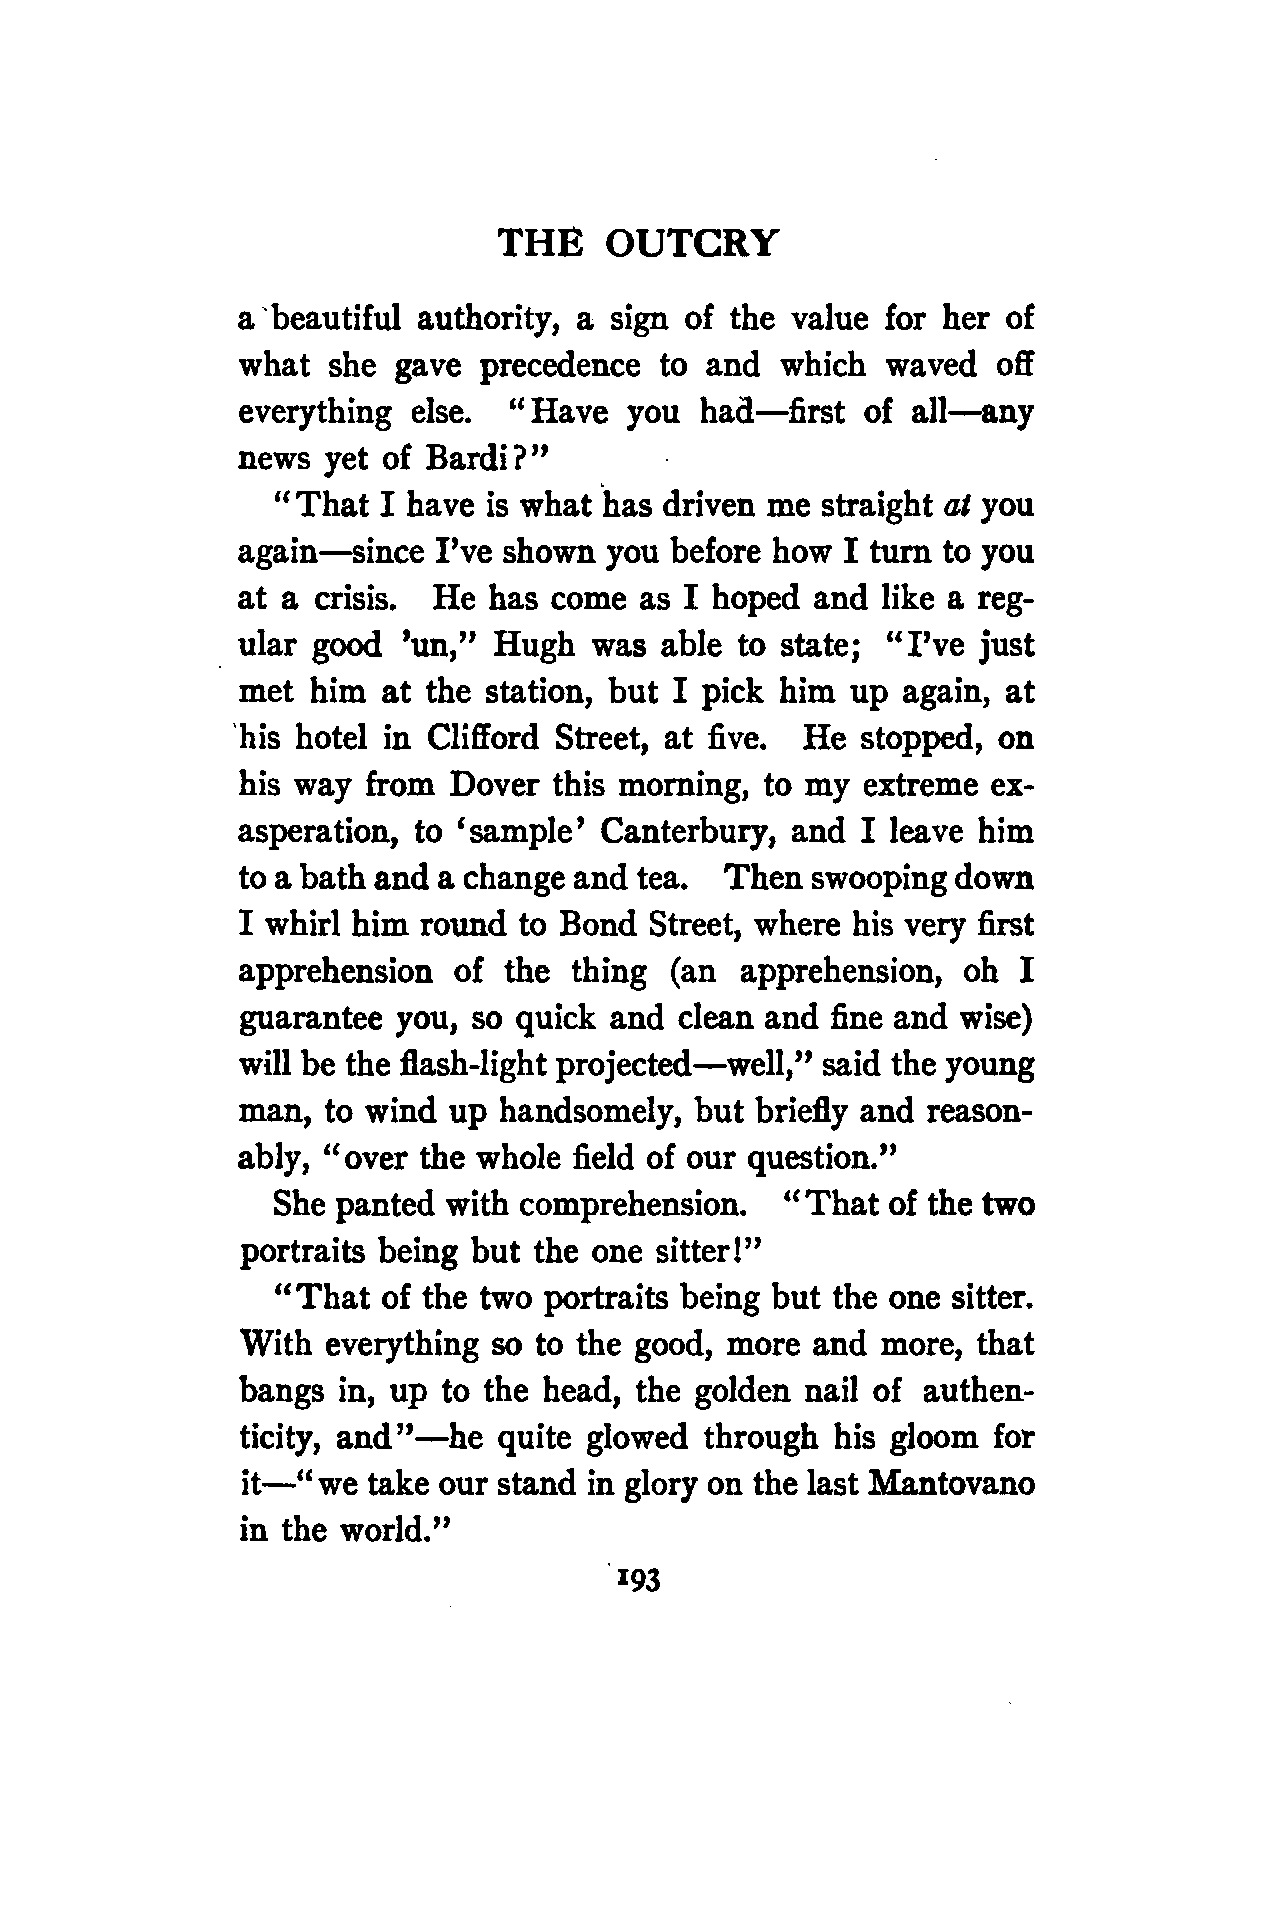 THE OUTCRY
a beautiful authority, a sign of the value for her of
what she gave precedence to and which waved off
everything else. "Have you had—first of all—any
news yet of Bardi?"
"That I have is what has driven me straight at you
again—since I've shown you before how I turn to you
at a crisis. He has come as I hoped and like a reg-
ular good 'un," Hugh was able to state; "I've just
met him at the station, but I pick him up again, at
his hotel in Clifford Street, at five. He stopped, on
his way from Dover this morning, to my extreme ex-
asperation, to 'sample' Canterbury, and I leave him
to a bath and a change and tea. Then swooping down
I whirl him round to Bond Street, where his very first
apprehension of the thing (an apprehension, oh I
guarantee you, so quick and clean and fine and wise)
will be the flash-light projected—well," said the young
man, to wind up handsomely, but briefly and reason-
ably, "over the whole field of our question."
She panted with comprehension. "That of the two
portraits being but the one sitter!"
"That of the two portraits being but the one sitter.
With everything so to the good, more and more, that
bangs in, up to the head, the golden nail of authen-
ticity, and"—he quite glowed through his gloom for
it—"we take our stand in glory on the last Mantovano
in the world."
193